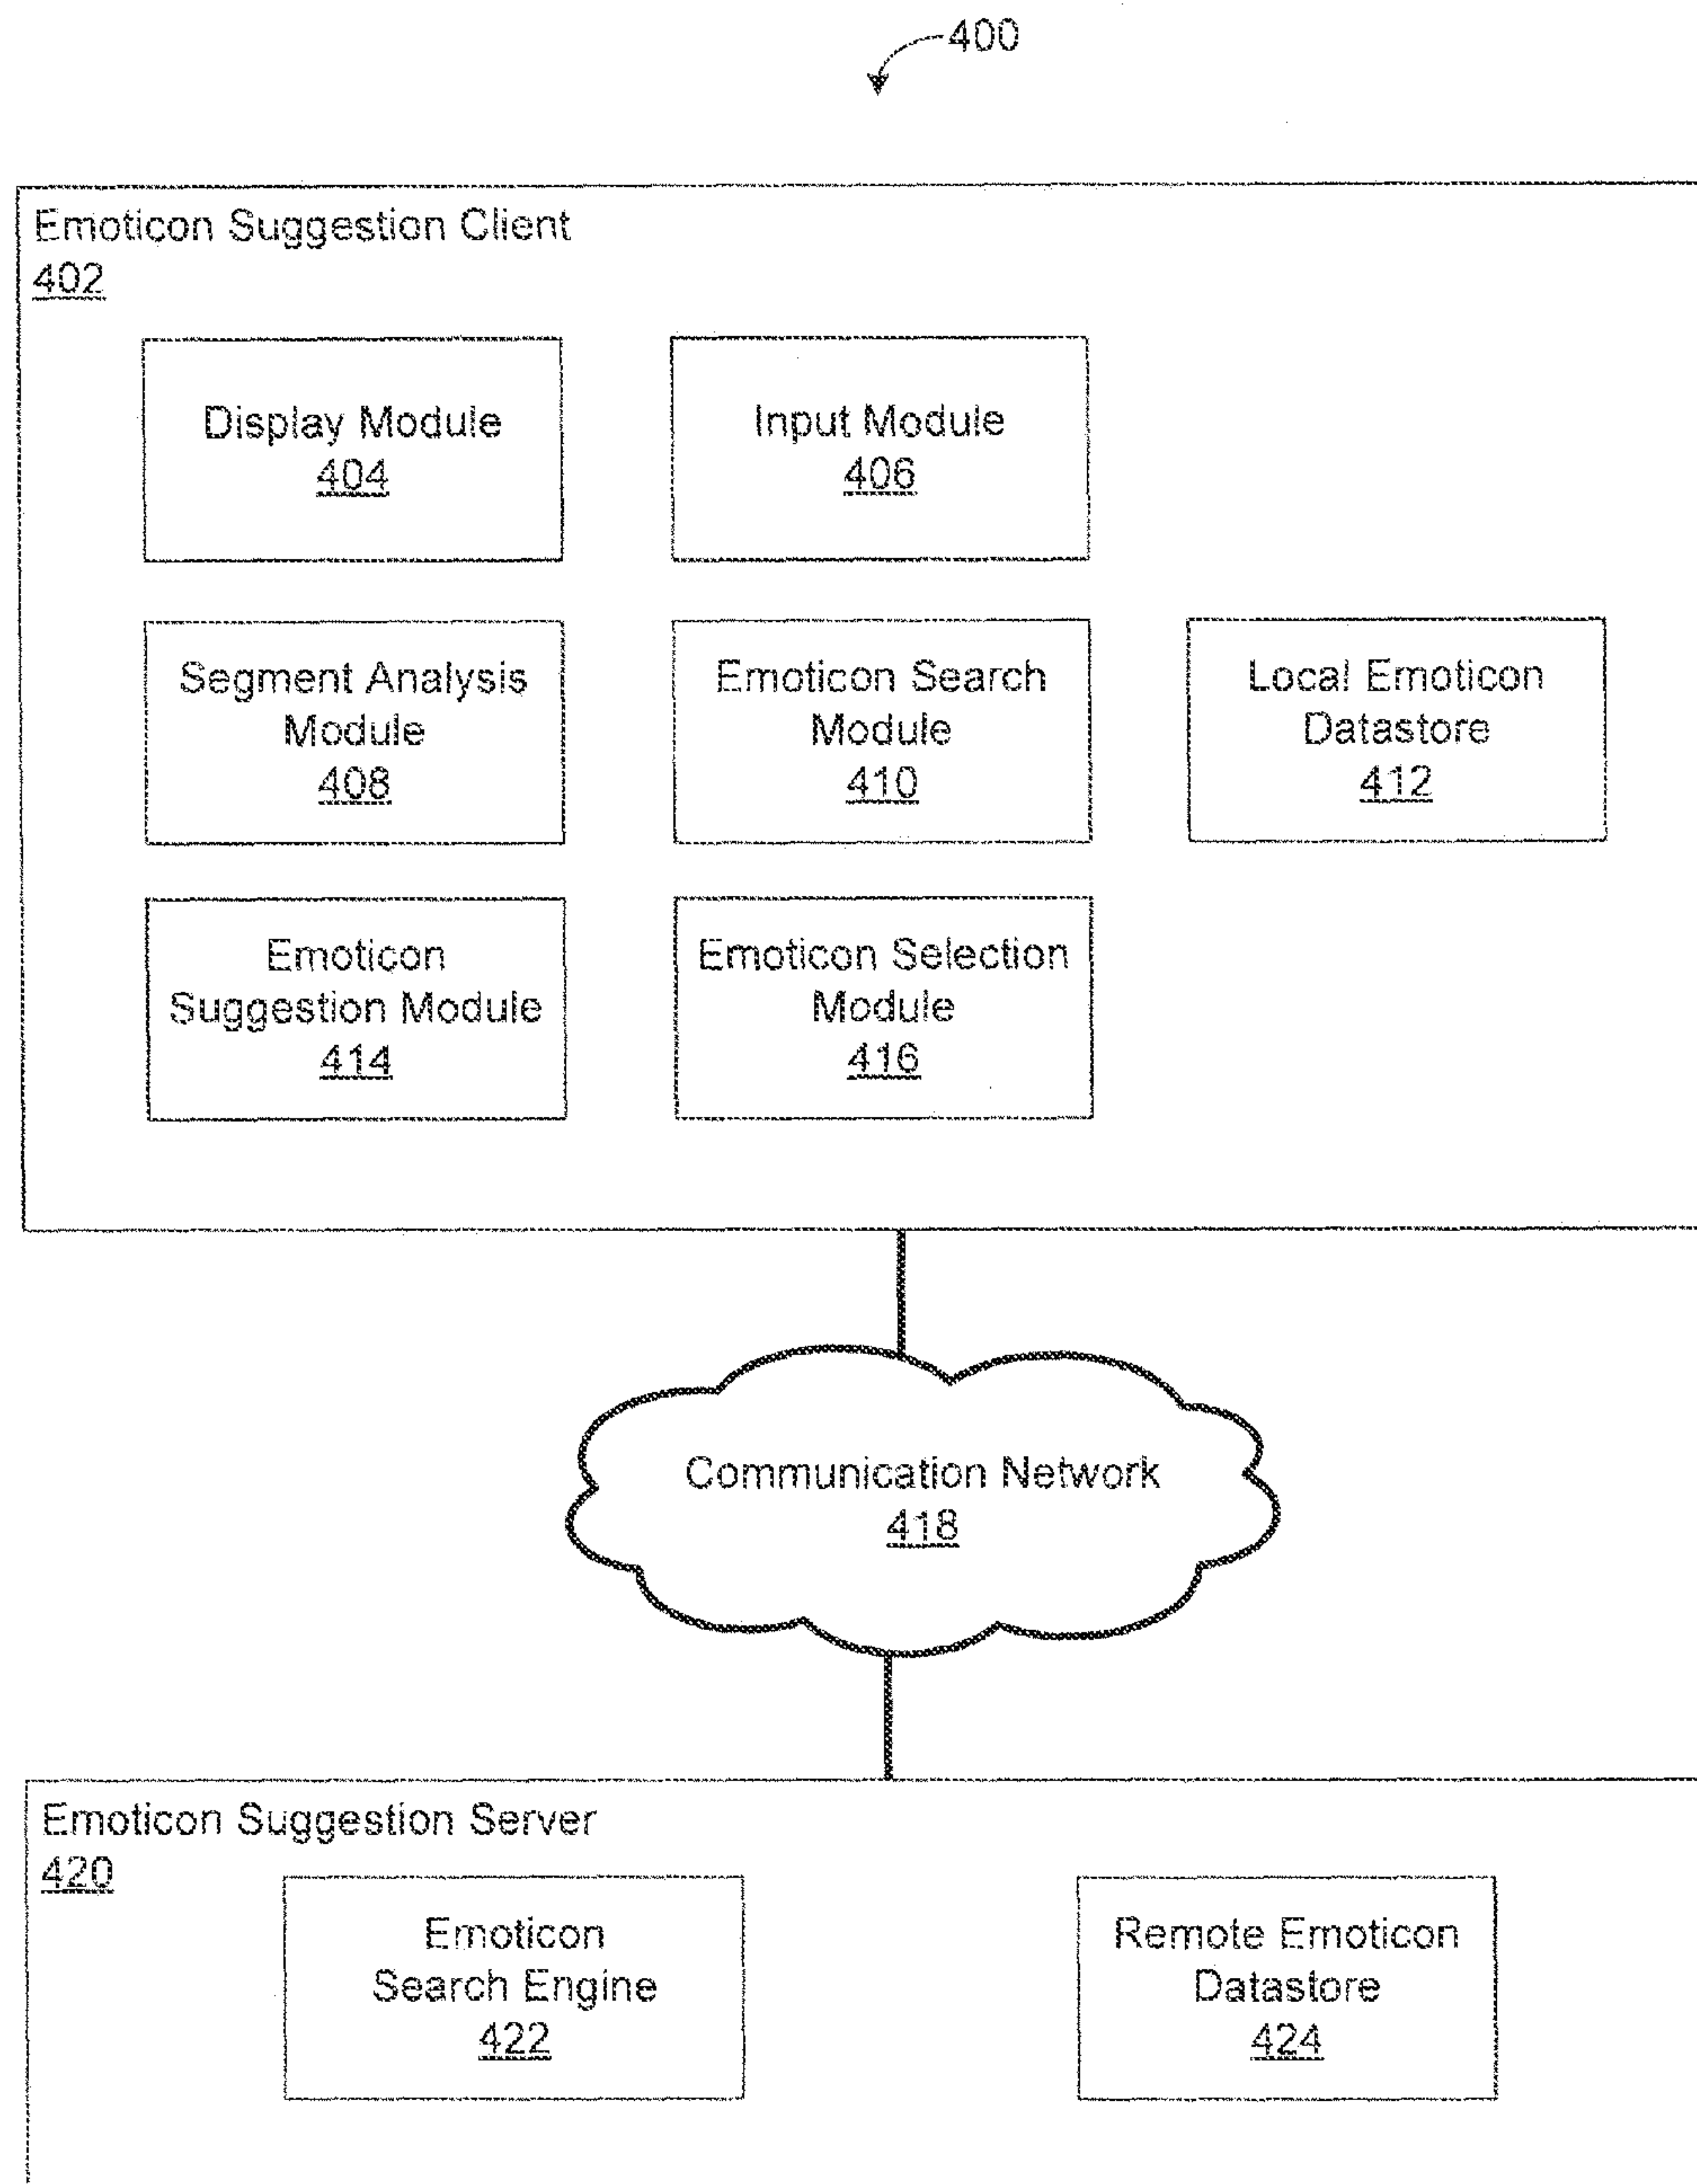 400
Emoticon Suggestion Client
402
Display Module
404
Input Module
406
Segment Analysis
Module
408
Emoticon Search
Module
410
Local Emoticon
Datastore
412
Emoticon
Suggestion Module
414
Emoticon Selection
Module
416
Communication Network
418
Emoticon Suggestion Server
420
Emoticon
Search Engine
422
Remote Emoticon
Datastore
424